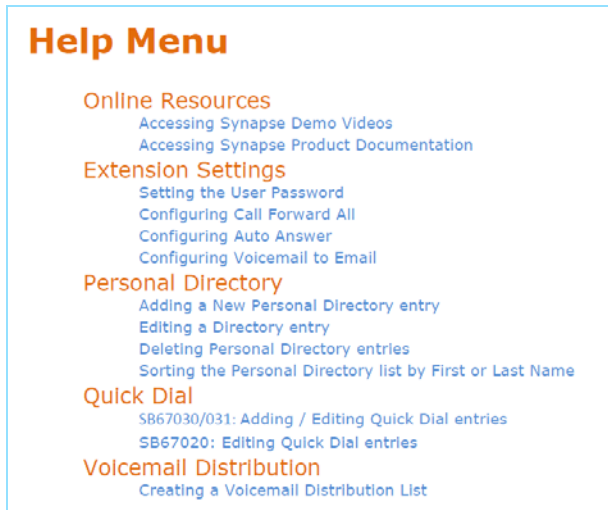 Help Menu
Online Resources
Accessing Synapse Demo Videos
Accessing Synapse Product Documentation
Extension Settings
Setting the User Password
Configuring Call Forward All
Configuring Auto Answer
Configuring Voicemail to Email
Personal Directory
Adding a New Personal Directory entry
Editing a Directory entry
Deleting Personal Directory entries
Sorting the Personal Directory list by First or Last Name
Quick Dial
SB67030/031: Adding / Editing Quick Dial entries
SB67020: Editing Quick Dial entries
Voicemail Distribution
Creating a Voicemail Distribution List